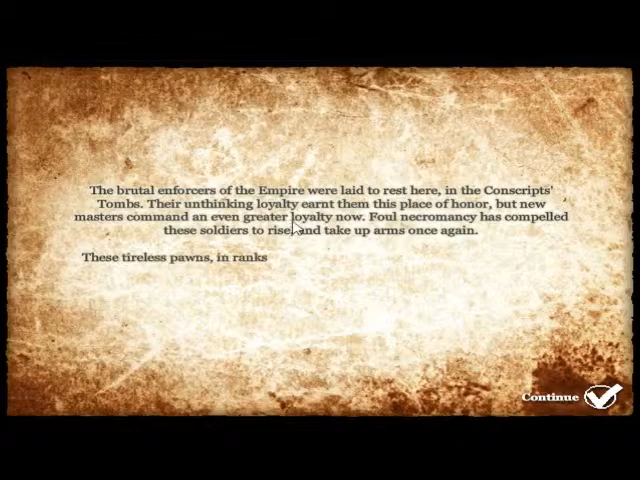 The brutal enforcers of the Empire were laid to rest here, in the Conscripts'
Tombs. Their unthinking loyalty earnt them this place of honor, but new
masters command an even greater loyalty now. Foul necromancy has compelled
these soldiers to rise, and take up arms once again.
These tireless pawns, in ranks
Continue